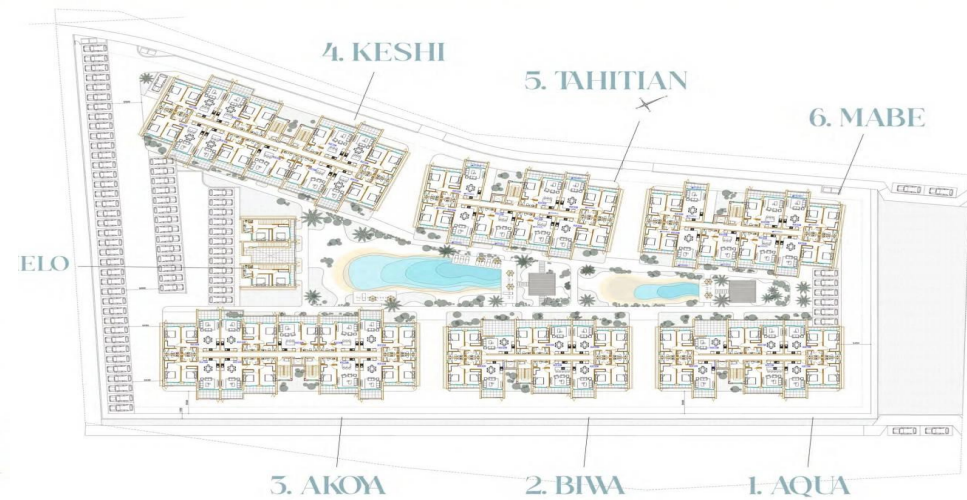 4. KESHI
5. TAHITIAN
6. MABE
ELO
3. AKOYA
2. BIWA
1. AQUA